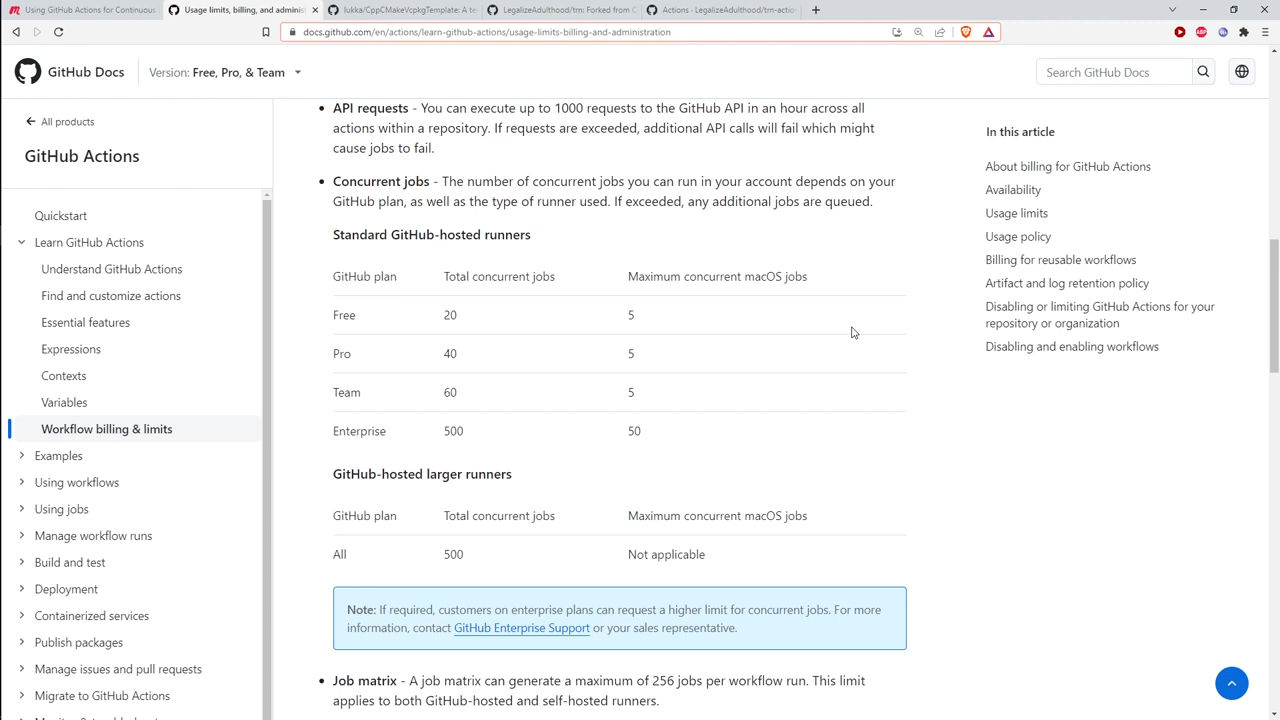 Using GitHub Actions for Continuous
Usage limits, billing, and adminis
lukka/CppCMakeVcpkgTemplate: A te
LegalizeAdulthood/trn: Forked from C
Actions · LegalizeAdulthood/trn-actio
docs.github.com/en/actions/learn-github-actions/usage-limits-billing-and-administration
GitHub Docs
Version: Free, Pro, & Team
Search GitHub Docs
All products
GitHub Actions
Quickstart
Learn GitHub Actions
Understand GitHub Actions
Find and customize actions
Essential features
Expressions
Contexts
Variables
Workflow billing & limits
Examples
Using workflows
Using jobs
Manage workflow runs
Build and test
Deployment
Containerized services
Publish packages
Manage issues and pull requests
Migrate to GitHub Actions
API requests - You can execute up to 1000 requests to the GitHub API in an hour across all
actions within a repository. If requests are exceeded, additional API calls will fail which might
cause jobs to fail.
Concurrent jobs - The number of concurrent jobs you can run in your account depends on your
GitHub plan, as well as the type of runner used. If exceeded, any additional jobs are queued.
Standard GitHub-hosted runners
GitHub plan Total concurrent jobs Maximum concurrent macOS jobs
Free 20 5
Pro 40 5
Team 60 5
Enterprise 500 50
GitHub-hosted larger runners
GitHub plan Total concurrent jobs Maximum concurrent macOS jobs
All 500 Not applicable
Note: If required, customers on enterprise plans can request a higher limit for concurrent jobs. For more
information, contact GitHub Enterprise Support or your sales representative.
Job matrix - A job matrix can generate a maximum of 256 jobs per workflow run. This limit
applies to both GitHub-hosted and self-hosted runners.
In this article
About billing for GitHub Actions
Availability
Usage limits
Usage policy
Billing for reusable workflows
Artifact and log retention policy
Disabling or limiting GitHub Actions for your
repository or organization
Disabling and enabling workflows